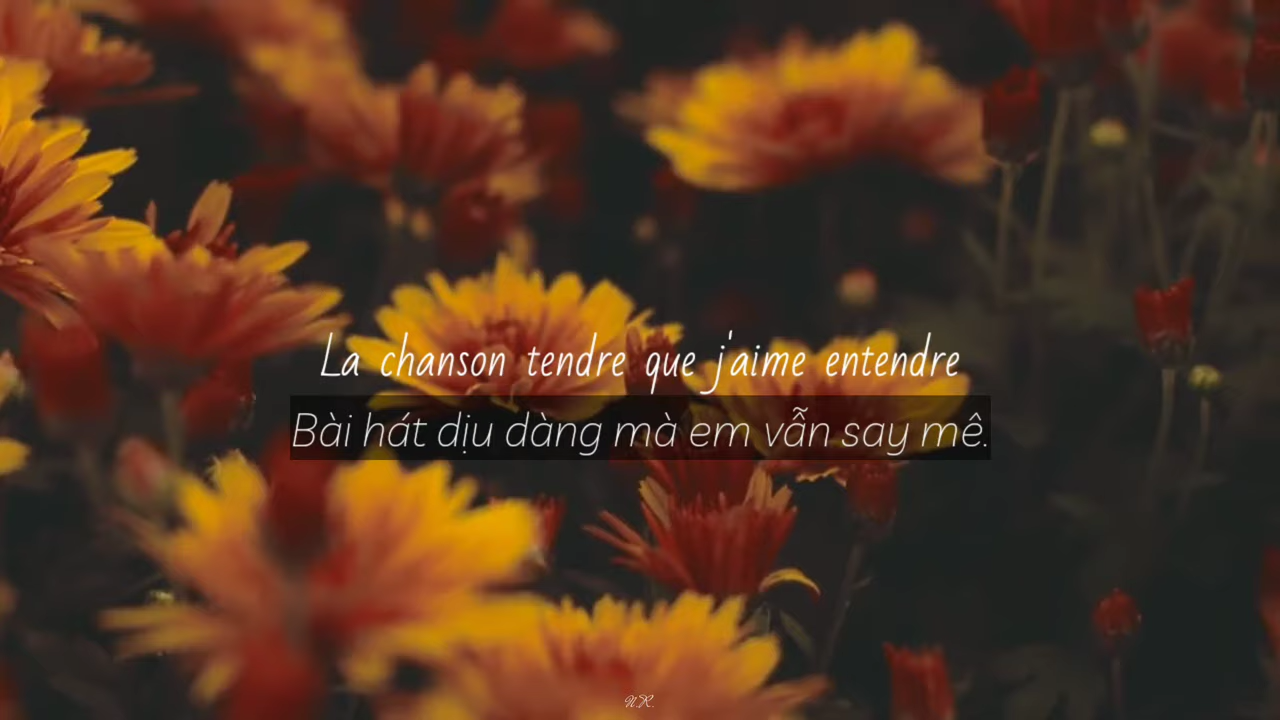 La chanson tendre que j'aime entendre
Bài hát dịu dàng mà em vẫn say mê.
N.R.